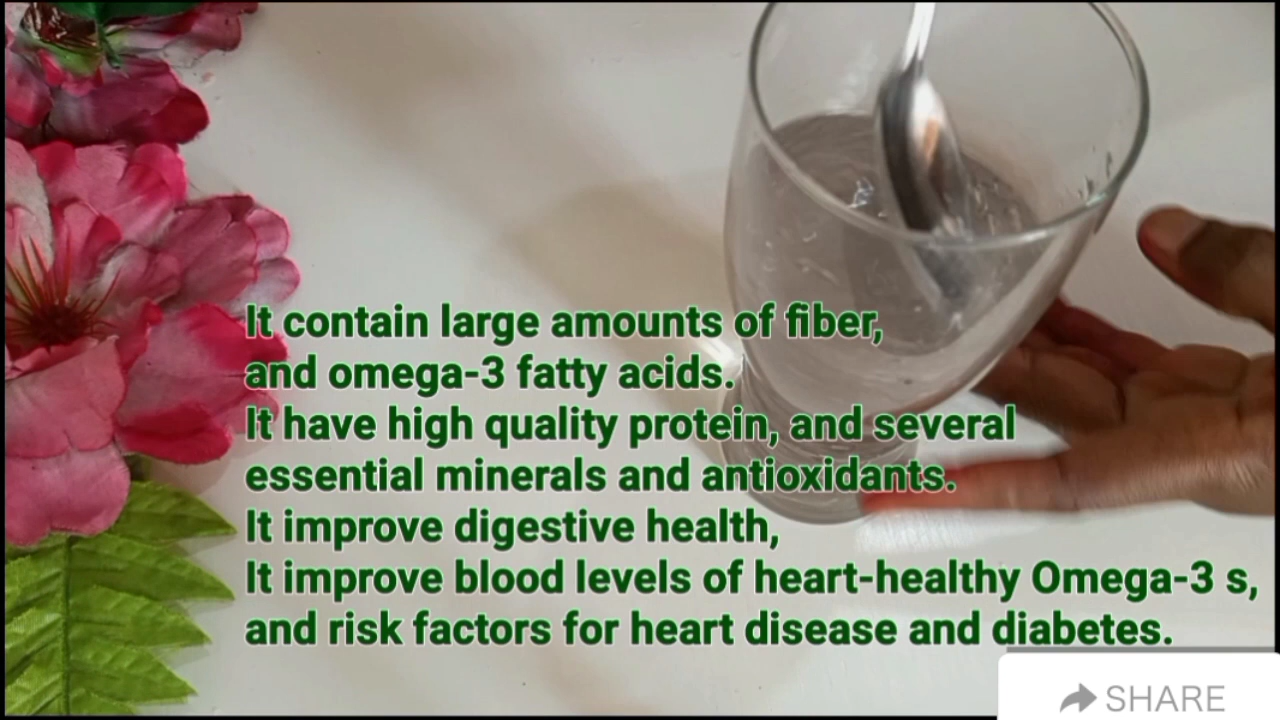 It contain large amounts of fiber,
and omega-3 fatty acids.
It have high quality protein, and several
essential minerals and antioxidants.
It improve digestive health,
It improve blood levels of heart-healthy Omega-3 s,
and risk factors for heart disease and diabetes.
SHARE